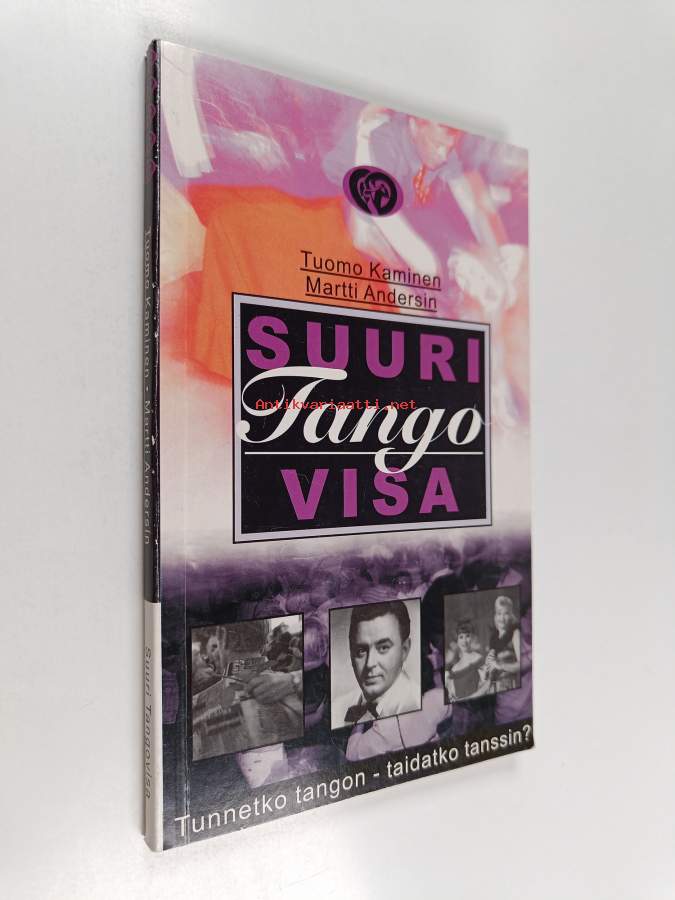 Tuomo Kaminen
Martti Andersin
SUURI
Tango
VISA
Antikvariaatti.net
Tunnetko tangon - taidatko tanssin?
Tuomo Kaminen • Martti Andersin
Suuri Tangovisa